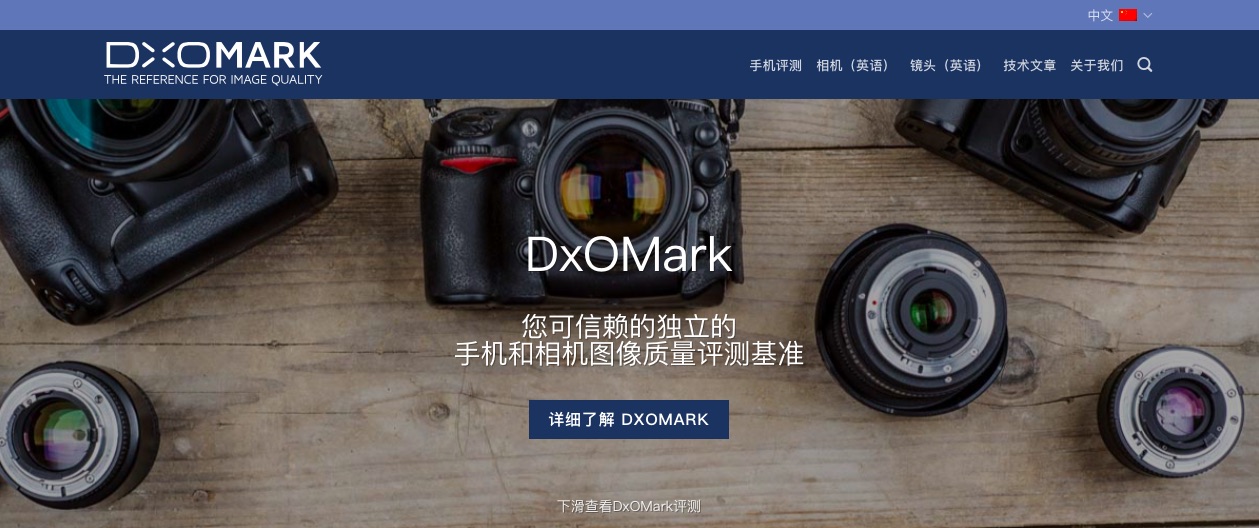 中文
DXOMARK
THE REFERENCE FOR IMAGE QUALITY
手机评测 相机（英语） 镜头（英语） 技术文章 关于我们
DxOMark
您可信赖的独立的
手机和相机图像质量评测基准
详细了解 DXOMARK
下滑查看DxOMark评测